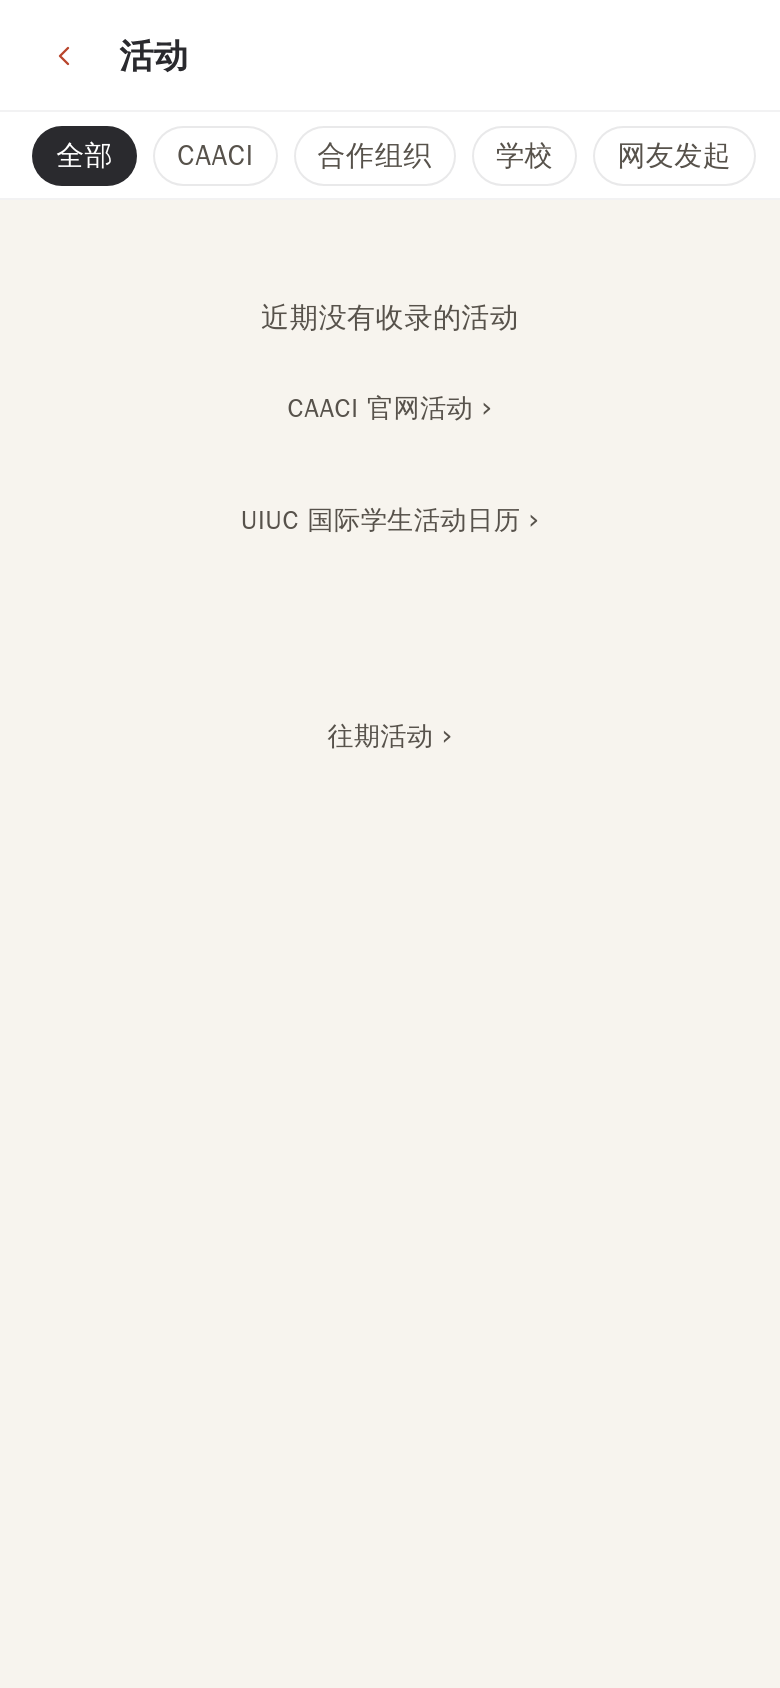 活动
全部 CAACI 合作组织 学校 网友发起
近期没有收录的活动
CAACI 官网活动 ›
UIUC 国际学生活动日历 ›
往期活动 ›